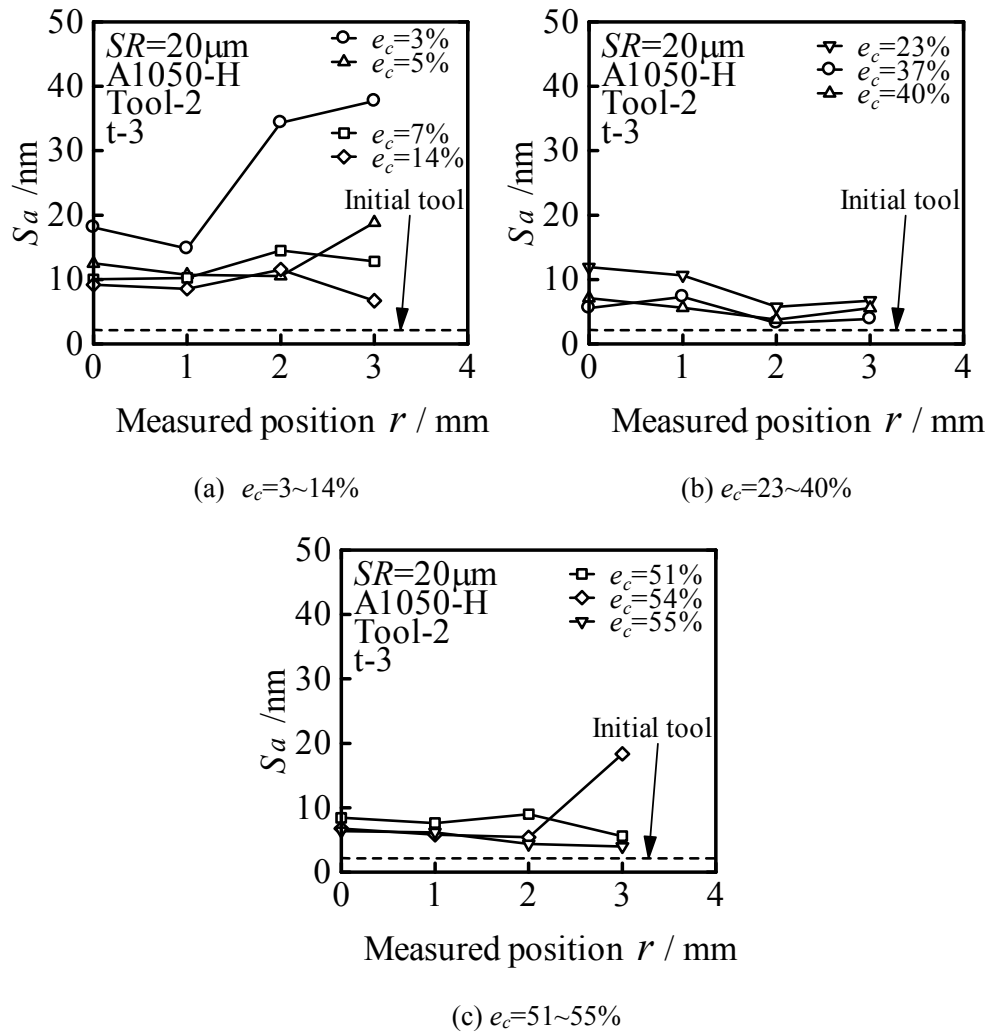 50
40
30
20
10
0
Sa /nm
SR=20μm
A1050-H
Tool-2
t-3
e_c=3%
e_c=5%
e_c=7%
e_c=14%
Initial tool
0 1 2 3 4
Measured position r / mm
(a) e_c=3~14%
50
40
30
20
10
0
Sa /nm
SR=20μm
A1050-H
Tool-2
t-3
e_c=23%
e_c=37%
e_c=40%
Initial tool
0 1 2 3 4
Measured position r / mm
(b) e_c=23~40%
50
40
30
20
10
0
Sa /nm
SR=20μm
A1050-H
Tool-2
t-3
e_c=51%
e_c=54%
e_c=55%
Initial tool
0 1 2 3 4
Measured position r / mm
(c) e_c=51~55%